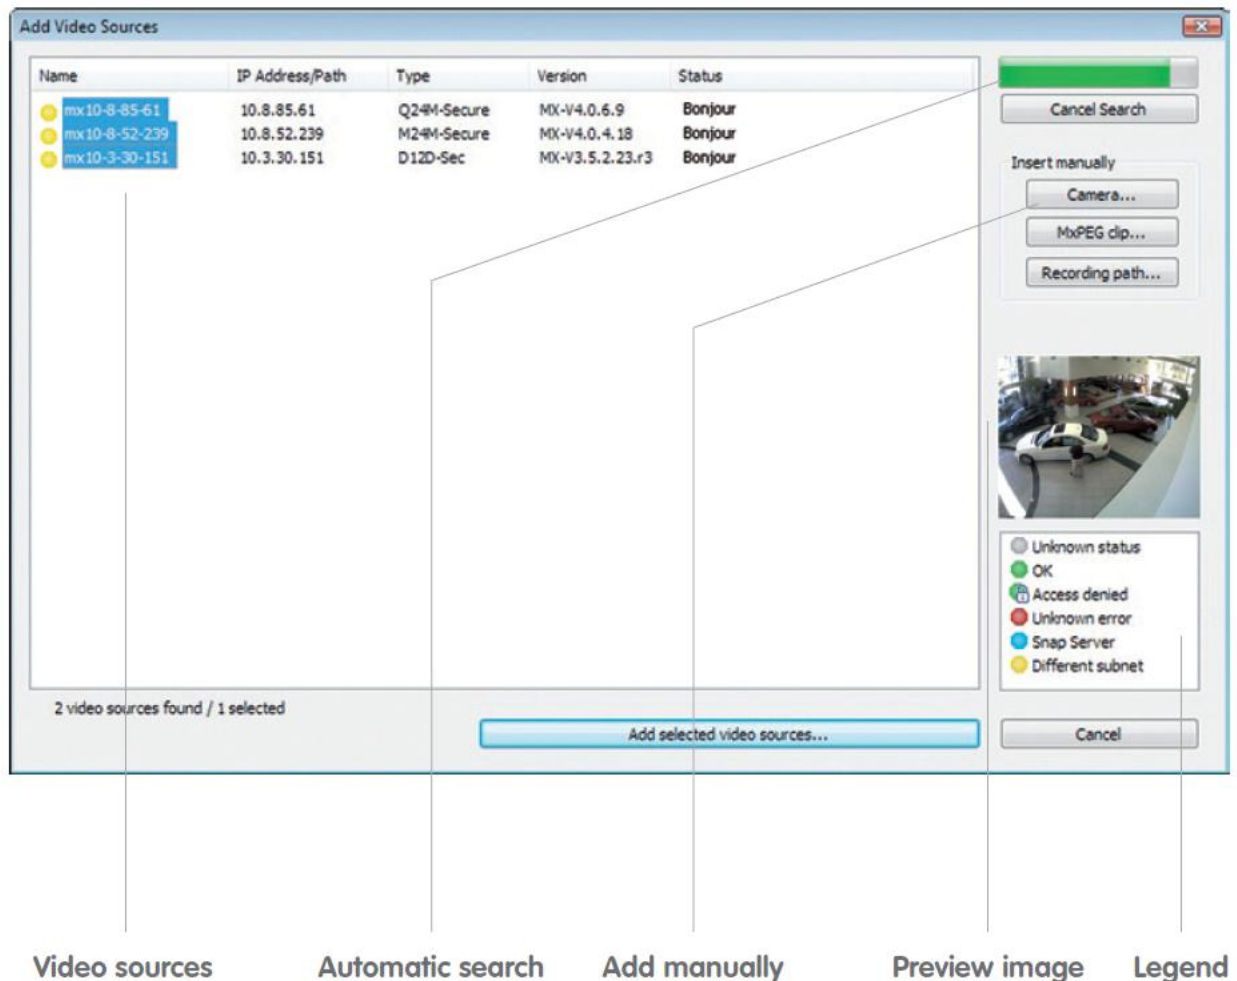 Add Video Sources
Name IP Address/Path Type Version Status
mx10-8-85-61 10.8.85.61 Q24M-Secure MX-V4.0.6.9 Bonjour
mx10-8-52-239 10.8.52.239 M24M-Secure MX-V4.0.4.18 Bonjour
mx10-3-30-151 10.3.30.151 D12D-Sec MX-V3.5.2.23.r3 Bonjour
Cancel Search
Insert manually
Camera...
MxPEG clip...
Recording path...
Unknown status
OK
Access denied
Unknown error
Snap Server
Different subnet
2 video sources found / 1 selected
Add selected video sources...
Cancel
Video sources Automatic search Add manually Preview image Legend